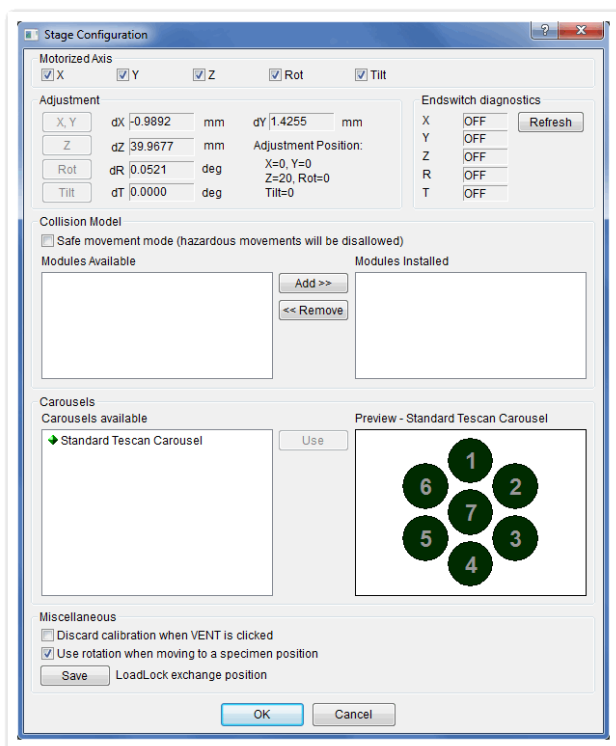 Stage Configuration
Motorized Axis
X Y Z Rot Tilt
Adjustment
X, Y dX -0.9892 mm dY 1.4255 mm
Z dZ 39.9677 mm Adjustment Position:
Rot dR 0.0521 deg X=0, Y=0
Z=20, Rot=0
Tilt dT 0.0000 deg Tilt=0
Endswitch diagnostics
X OFF Refresh
Y OFF
Z OFF
R OFF
T OFF
Collision Model
Safe movement mode (hazardous movements will be disallowed)
Modules Available Modules Installed
Add >>
<< Remove
Carousels
Carousels available Preview - Standard Tescan Carousel
Standard Tescan Carousel Use
1
6 2
7
5 3
4
Miscellaneous
Discard calibration when VENT is clicked
Use rotation when moving to a specimen position
Save LoadLock exchange position
OK Cancel